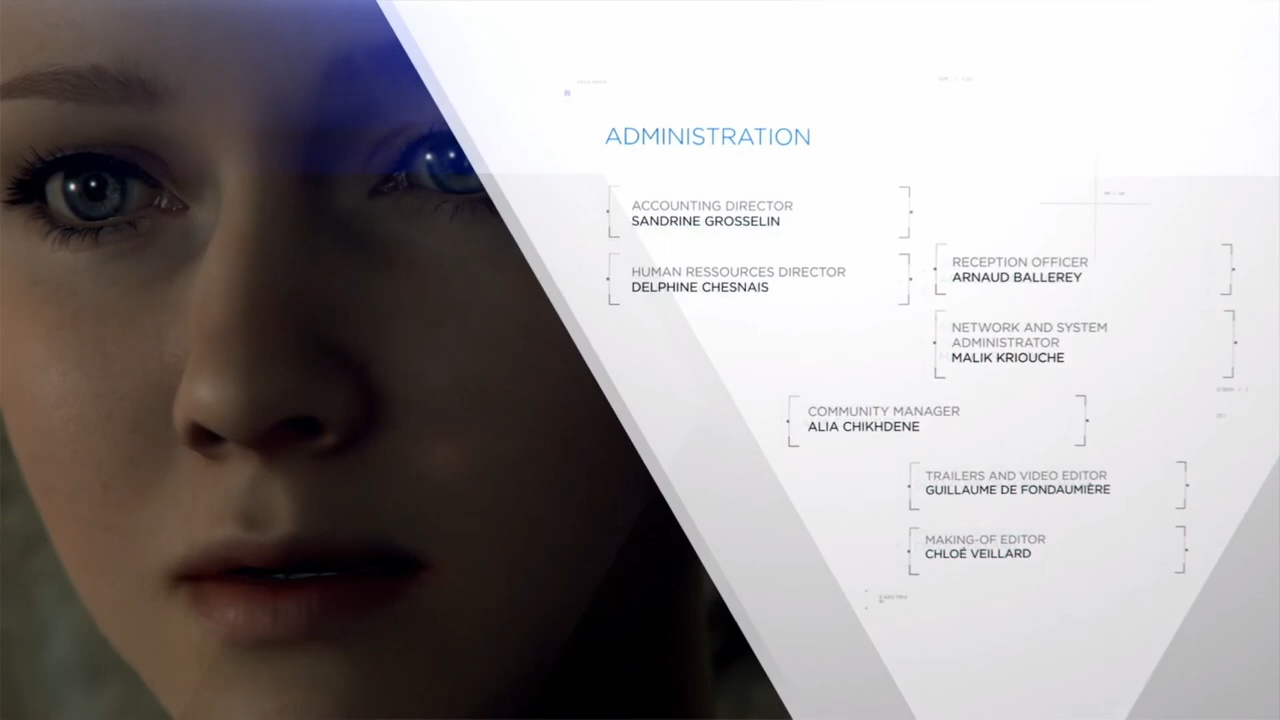 ADMINISTRATION
ACCOUNTING DIRECTOR
SANDRINE GROSSELIN
HUMAN RESSOURCES DIRECTOR
DELPHINE CHESNAIS
RECEPTION OFFICER
ARNAUD BALLEREY
NETWORK AND SYSTEM
ADMINISTRATOR
MALIK KRIOUCHE
COMMUNITY MANAGER
ALIA CHIKHDENE
TRAILERS AND VIDEO EDITOR
GUILLAUME DE FONDAUMIÈRE
MAKING-OF EDITOR
CHLOÉ VEILLARD